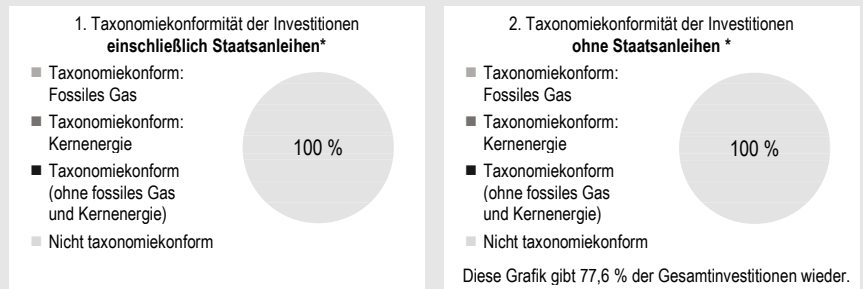 1. Taxonomiekonformität der Investitionen
einschließlich Staatsanleihen*
Taxonomiekonform:
Fossiles Gas
Taxonomiekonform:
Kernenergie
Taxonomiekonform
(ohne fossiles Gas
und Kernenergie)
Nicht taxonomiekonform
100 %
2. Taxonomiekonformität der Investitionen
ohne Staatsanleihen *
Taxonomiekonform:
Fossiles Gas
Taxonomiekonform:
Kernenergie
Taxonomiekonform
(ohne fossiles Gas
und Kernenergie)
Nicht taxonomiekonform
100 %
Diese Grafik gibt 77,6 % der Gesamtinvestitionen wieder.